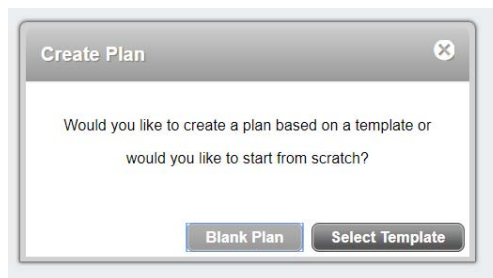 Create Plan
Would you like to create a plan based on a template or
would you like to start from scratch?
Blank Plan Select Template